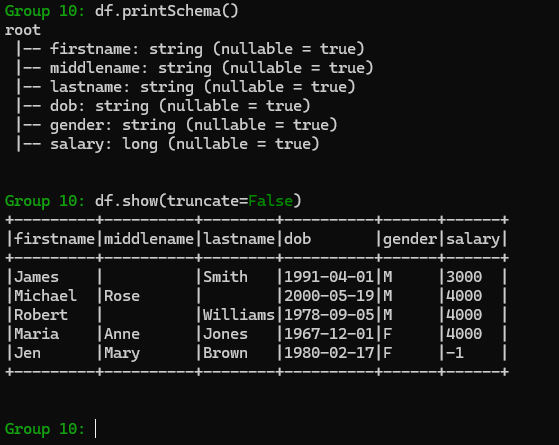 Group 10: df.printSchema()
root
 |-- firstname: string (nullable = true)
 |-- middlename: string (nullable = true)
 |-- lastname: string (nullable = true)
 |-- dob: string (nullable = true)
 |-- gender: string (nullable = true)
 |-- salary: long (nullable = true)
Group 10: df.show(truncate=False)
+---------+----------+--------+----------+------+------+
|firstname|middlename|lastname|dob       |gender|salary|
+---------+----------+--------+----------+------+------+
|James    |          |Smith   |1991-04-01|M     |3000  |
|Michael  |Rose      |        |2000-05-19|M     |4000  |
|Robert   |          |Williams|1978-09-05|M     |4000  |
|Maria    |Anne      |Jones   |1967-12-01|F     |4000  |
|Jen      |Mary      |Brown   |1980-02-17|F     |-1    |
+---------+----------+--------+----------+------+------+
Group 10: